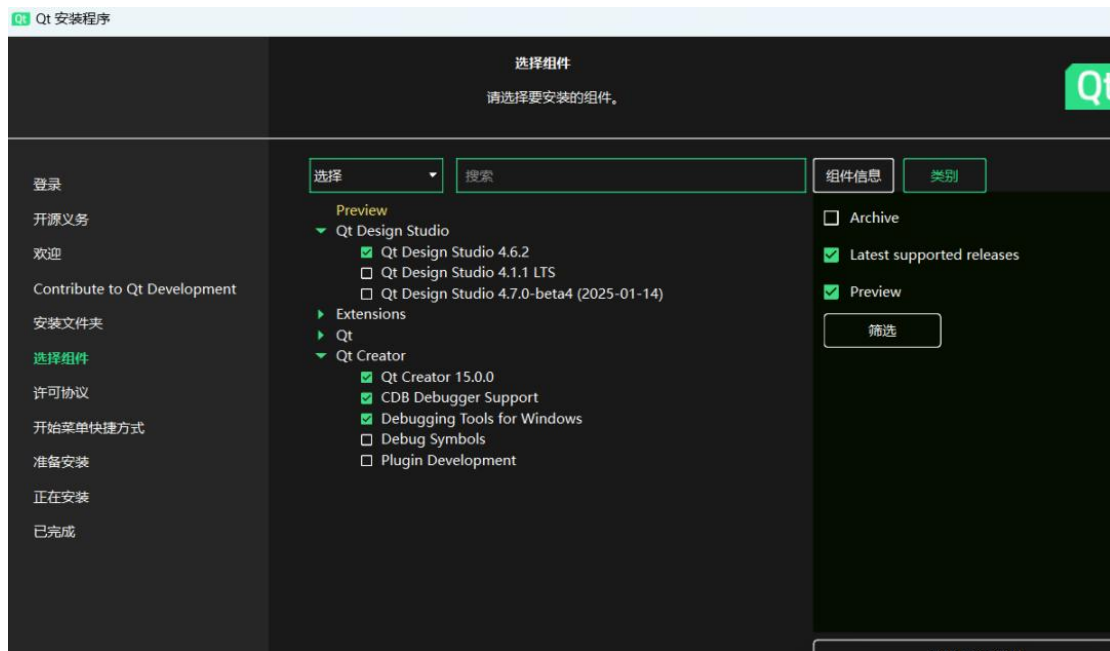 Qt Qt 安装程序
选择组件
请选择要安装的组件。
Qt
登录
开源义务
欢迎
Contribute to Qt Development
安装文件夹
选择组件
许可协议
开始菜单快捷方式
准备安装
正在安装
已完成
选择
搜索
Preview
Qt Design Studio
Qt Design Studio 4.6.2
Qt Design Studio 4.1.1 LTS
Qt Design Studio 4.7.0-beta4 (2025-01-14)
Extensions
Qt
Qt Creator
Qt Creator 15.0.0
CDB Debugger Support
Debugging Tools for Windows
Debug Symbols
Plugin Development
组件信息
类别
Archive
Latest supported releases
Preview
筛选